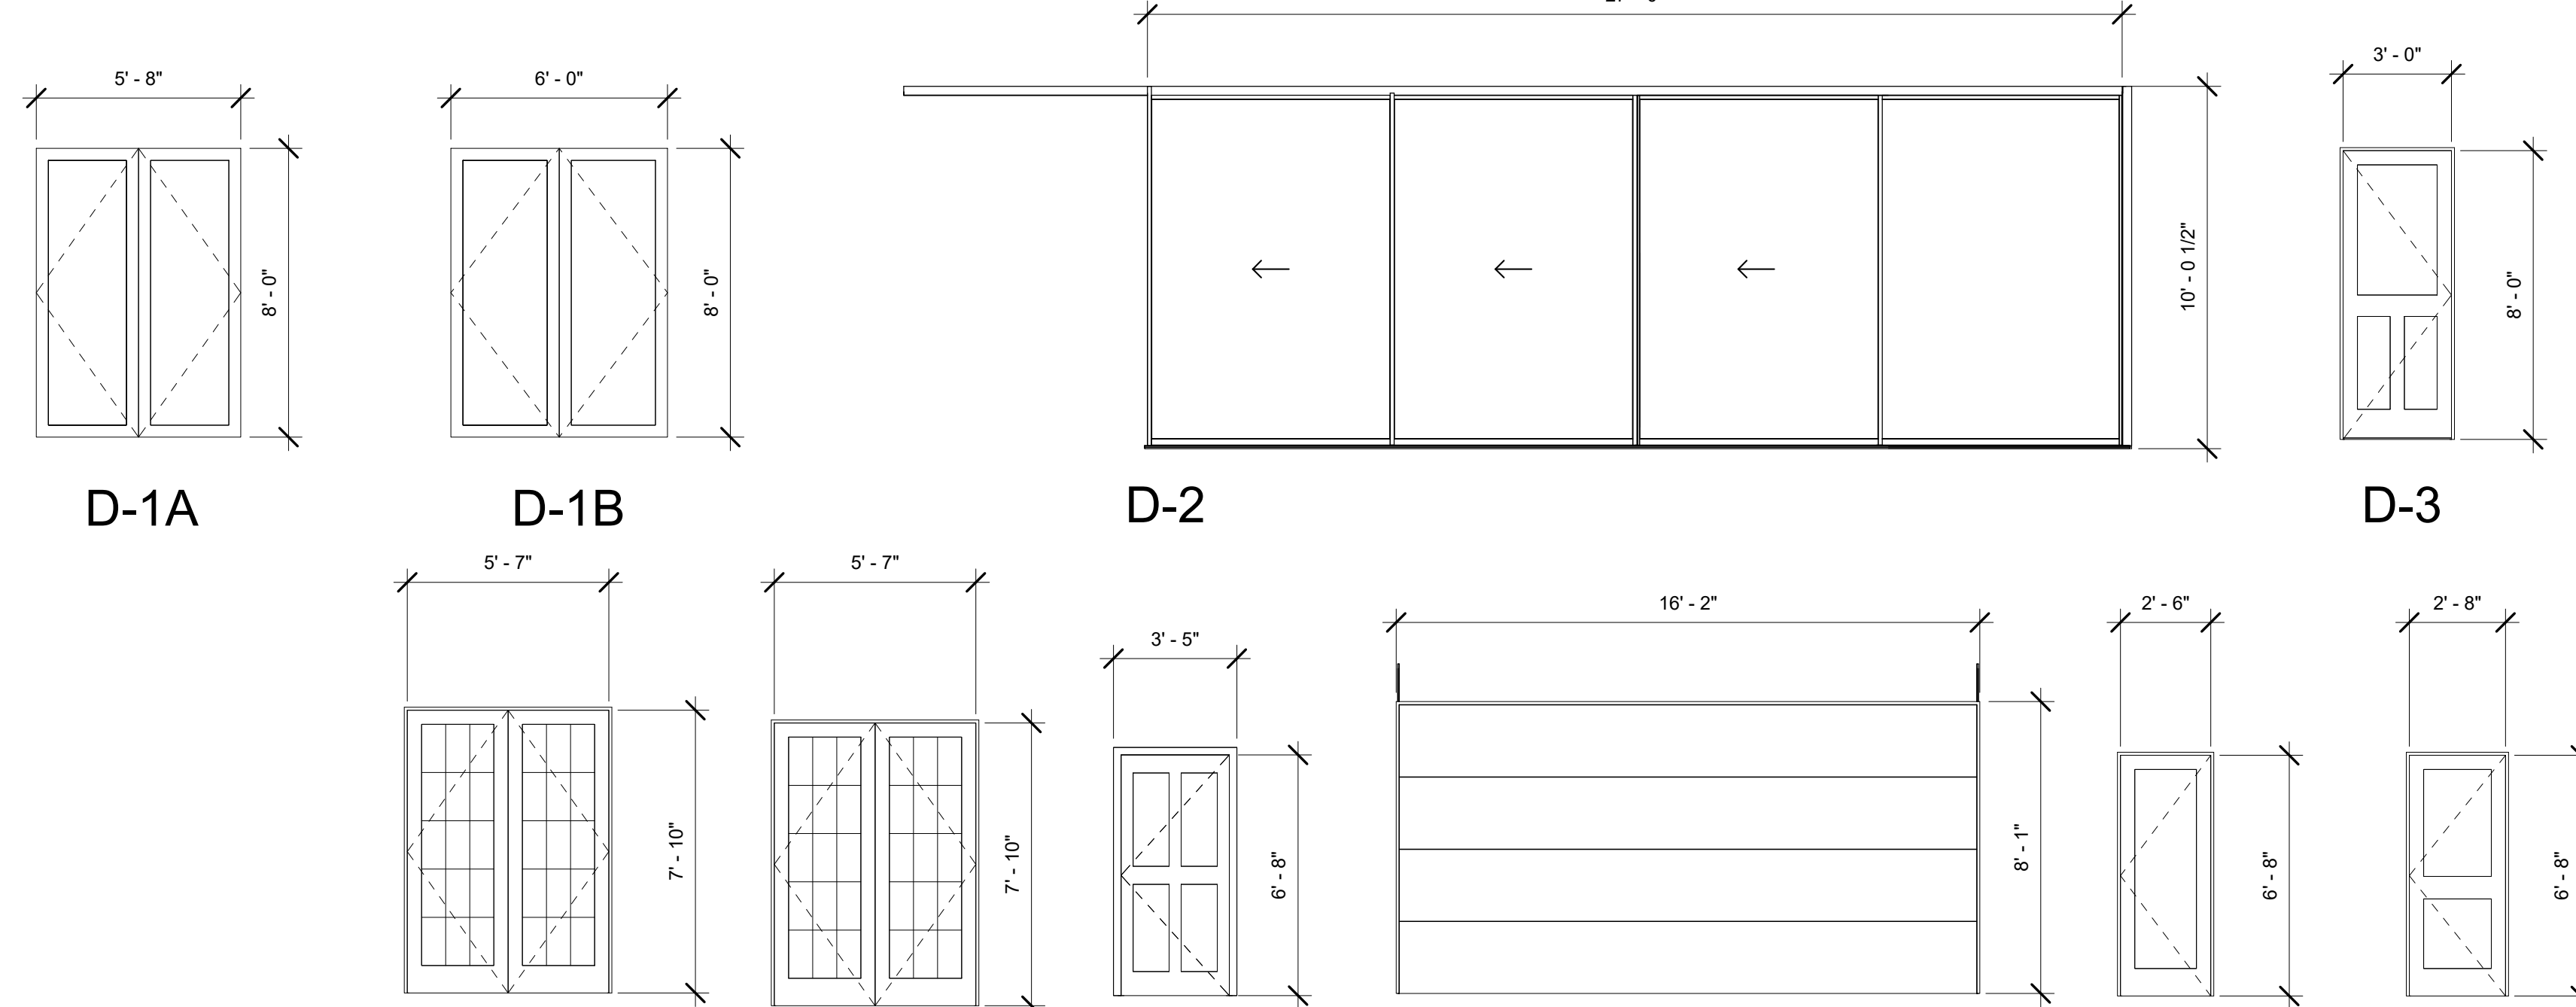 5' - 8"
6' - 0"
3' - 0"
8' - 0"
8' - 0"
10' - 0 1/2"
8' - 0"
D-1A
D-1B
D-2
D-3
5' - 7"
5' - 7"
3' - 5"
16' - 2"
2' - 6"
2' - 8"
7' - 10"
7' - 10"
6' - 8"
8' - 1"
6' - 8"
6' - 8"